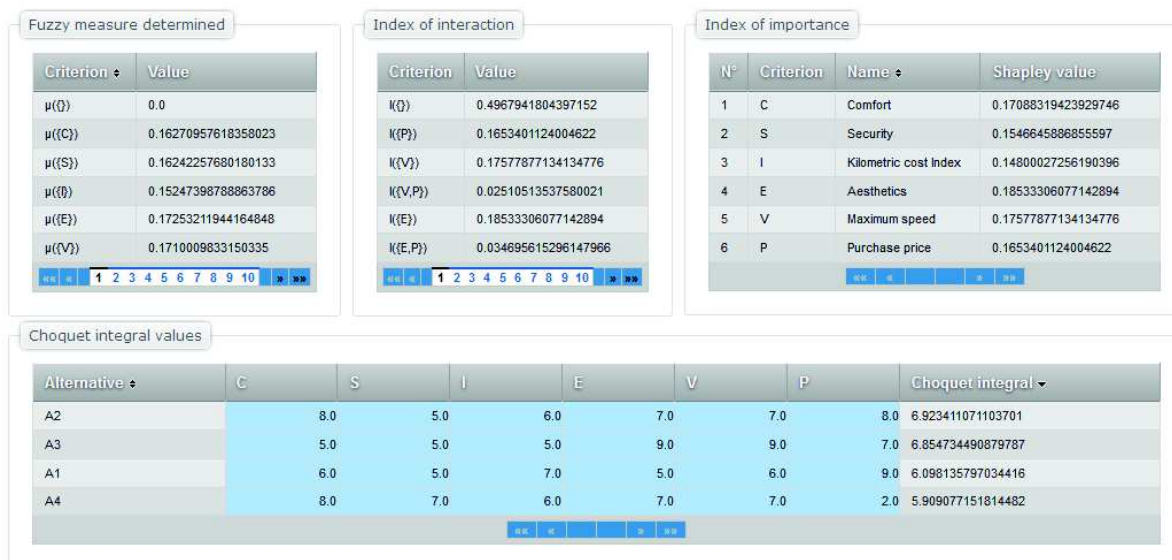 Fuzzy measure determined
Criterion Value
μ({}) 0.0
μ({C}) 0.16270957618358023
μ({S}) 0.16242257680180133
μ({I}) 0.15247398788863786
μ({E}) 0.17253211944164848
μ({V}) 0.1710009833150335
«« « 1 2 3 4 5 6 7 8 9 10 » »»
Index of interaction
Criterion Value
I({}) 0.4967941804397152
I({P}) 0.1653401124004622
I({V}) 0.17577877134134776
I({V,P}) 0.02510513537580021
I({E}) 0.18533306077142894
I({E,P}) 0.034695615296147966
«« « 1 2 3 4 5 6 7 8 9 10 » »»
Index of importance
N° Criterion Name Shapley value
1 C Comfort 0.17088319423929746
2 S Security 0.1546645886855597
3 I Kilometric cost Index 0.14800027256190396
4 E Aesthetics 0.18533306077142894
5 V Maximum speed 0.17577877134134776
6 P Purchase price 0.1653401124004622
«« « » »»
Choquet integral values
Alternative C S I E V P Choquet integral
A2 8.0 5.0 6.0 7.0 7.0 8.0 6.923411071103701
A3 5.0 5.0 5.0 9.0 9.0 7.0 6.854734490879787
A1 6.0 5.0 7.0 5.0 6.0 9.0 6.098135797034416
A4 8.0 7.0 6.0 7.0 7.0 2.0 5.909077151814482
«« « » »»